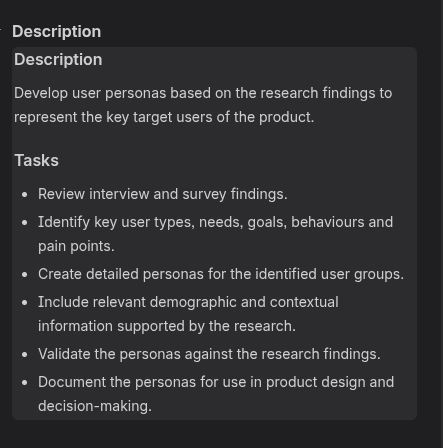 Description
Description
Develop user personas based on the research findings to
represent the key target users of the product.
Tasks
• Review interview and survey findings.
• Identify key user types, needs, goals, behaviours and
pain points.
• Create detailed personas for the identified user groups.
• Include relevant demographic and contextual
information supported by the research.
• Validate the personas against the research findings.
• Document the personas for use in product design and
decision-making.